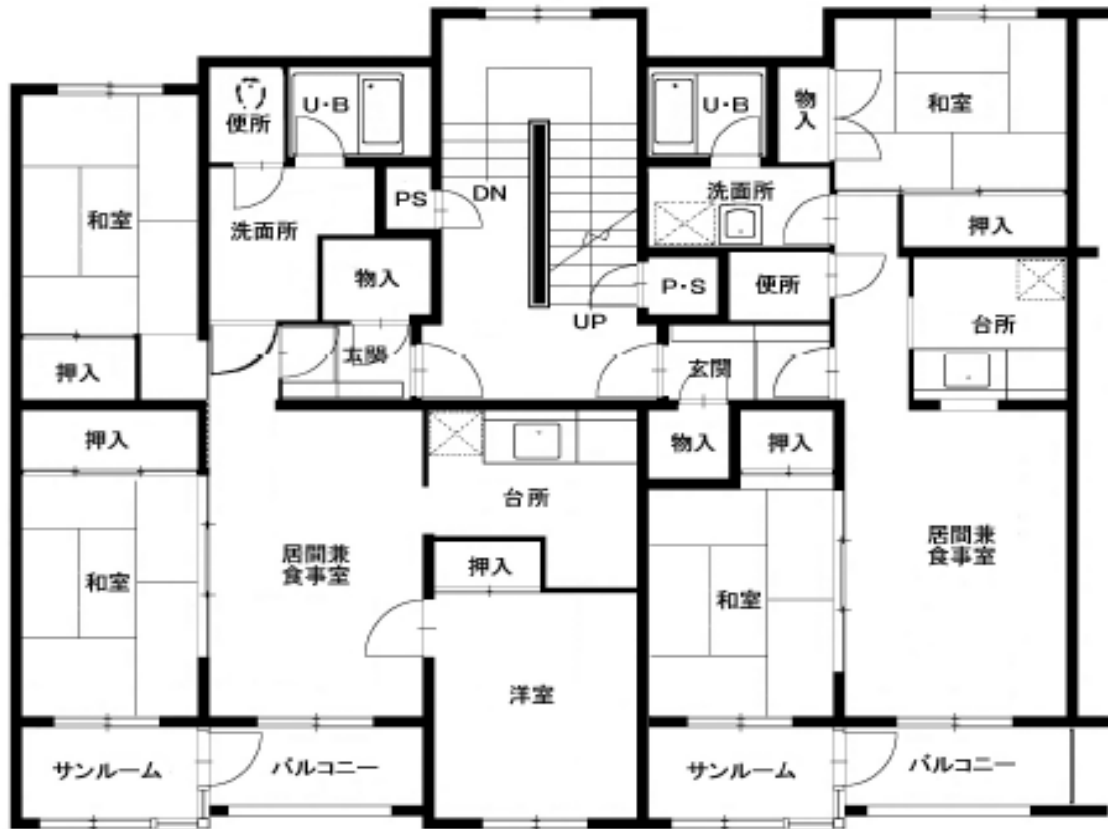 U・B
便所
U・B
物入
和室
和室
PS
DN
洗面所
洗面所
押入
物入
P・S
便所
台所
UP
押入
玄関
玄関
押入
物入
押入
台所
居間兼
食事室
居間兼
食事室
押入
和室
和室
洋室
サンルーム
バルコニー
サンルーム
バルコニー